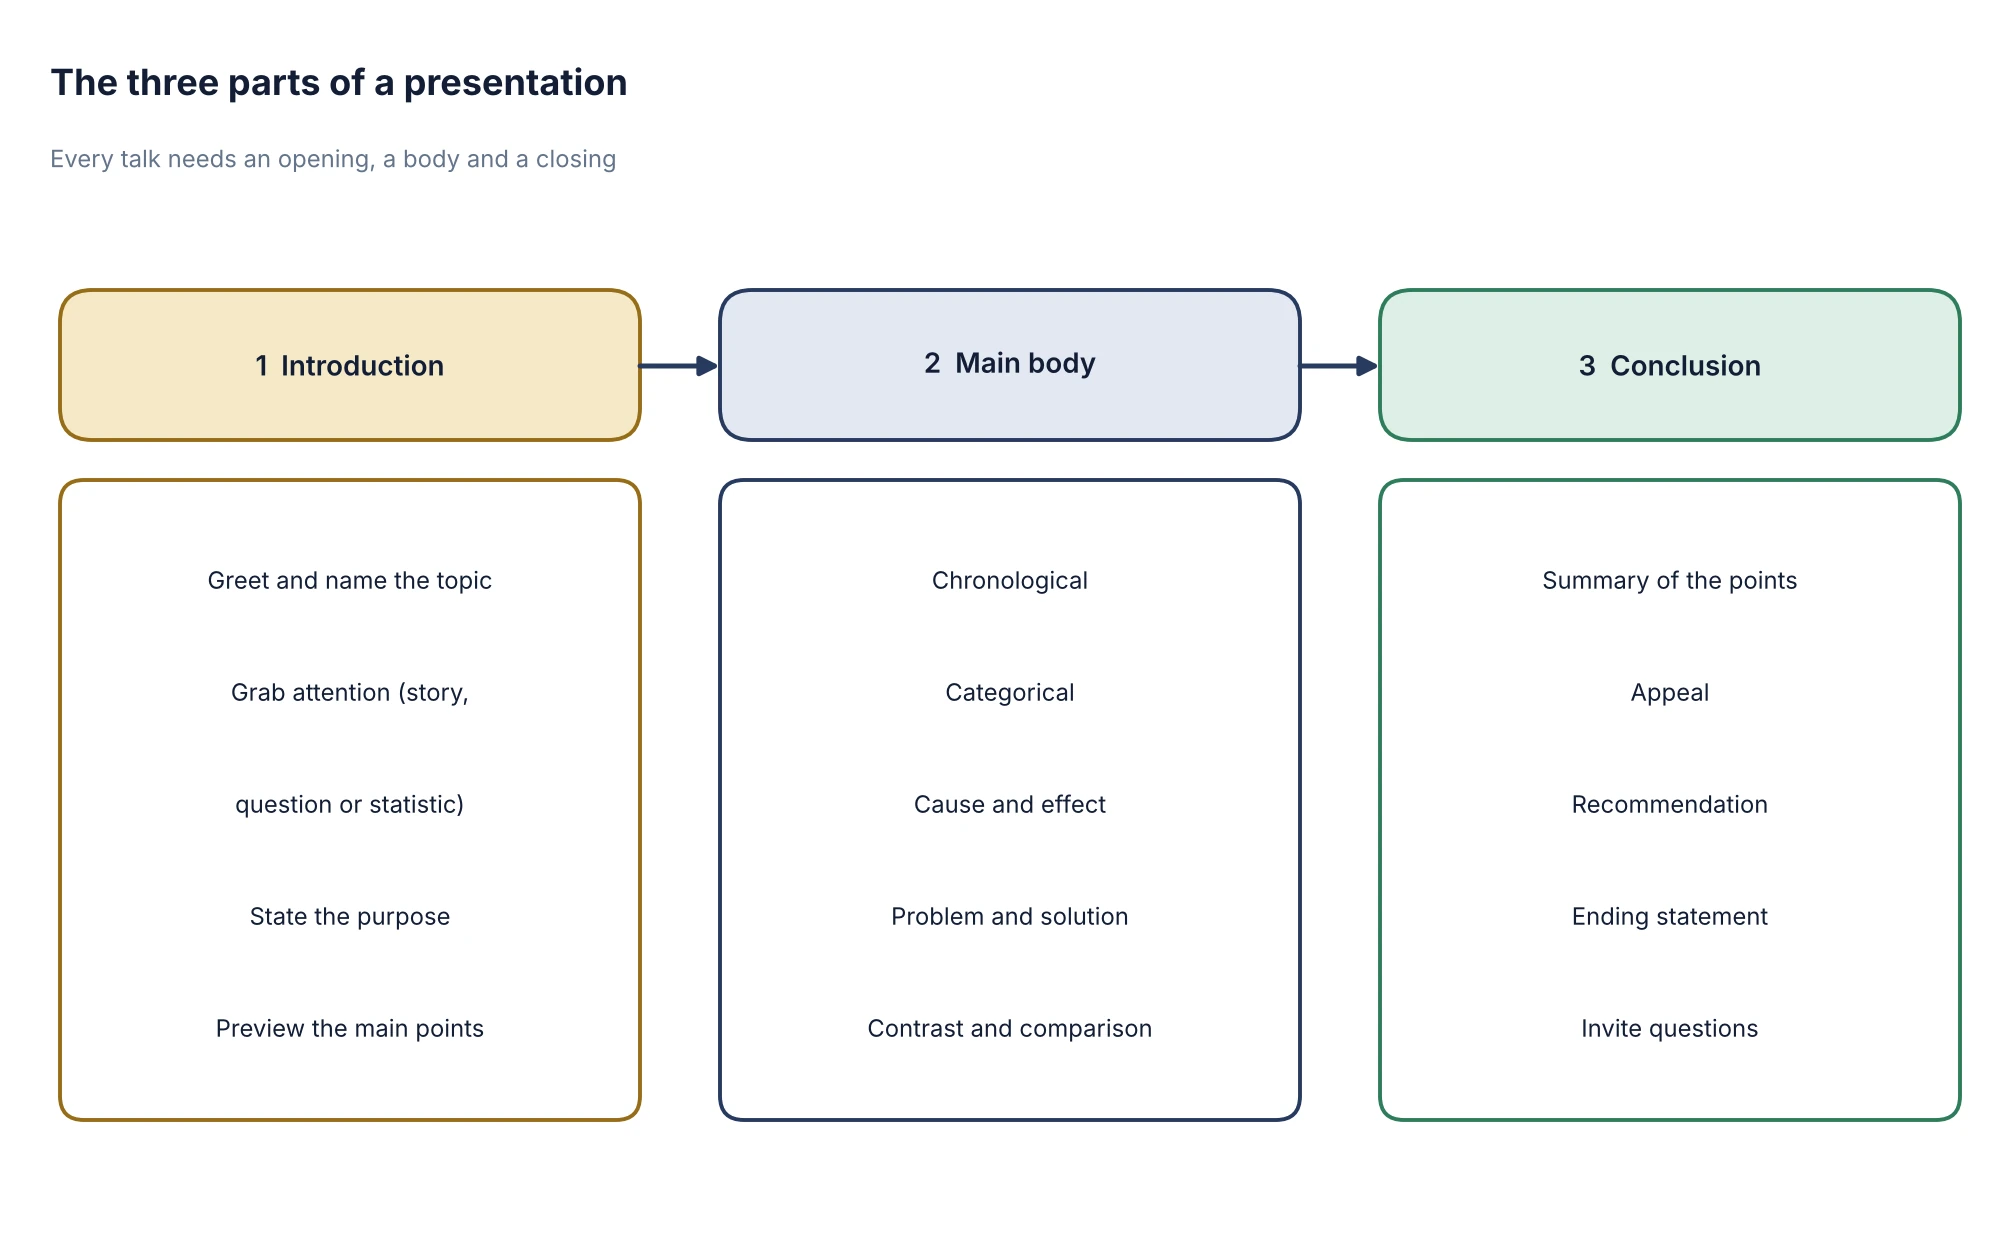 The three parts of a presentation
Every talk needs an opening, a body and a closing
1 Introduction
Greet and name the topic
Grab attention (story,
question or statistic)
State the purpose
Preview the main points
2 Main body
Chronological
Categorical
Cause and effect
Problem and solution
Contrast and comparison
3 Conclusion
Summary of the points
Appeal
Recommendation
Ending statement
Invite questions